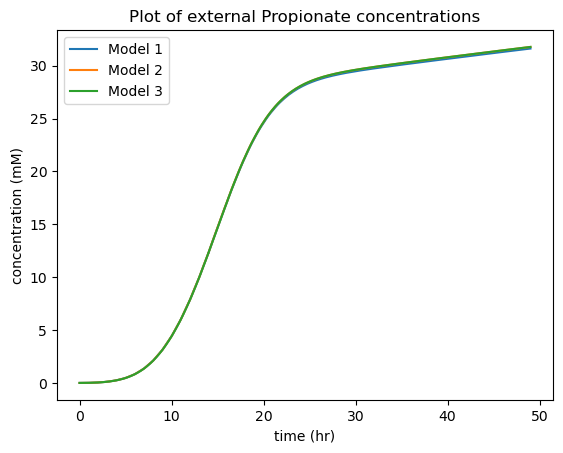 Plot of external Propionate concentrations
Model 1
Model 2
Model 3
concentration (mM)
30
25
20
15
10
5
0
0 10 20 30 40 50
time (hr)